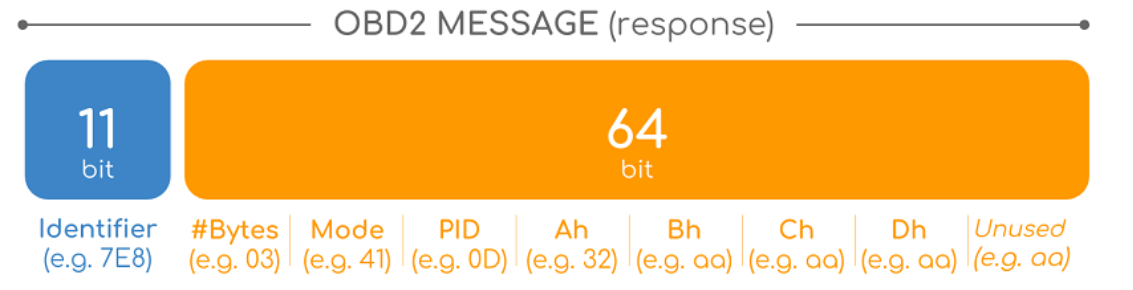 OBD2 MESSAGE (response)
11
bit
64
bit
Identifier
(e.g. 7E8)
#Bytes
(e.g. 03)
Mode
(e.g. 41)
PID
(e.g. 0D)
Ah
(e.g. 32)
Bh
(e.g. aa)
Ch
(e.g. aa)
Dh
(e.g. aa)
Unused
(e.g. aa)